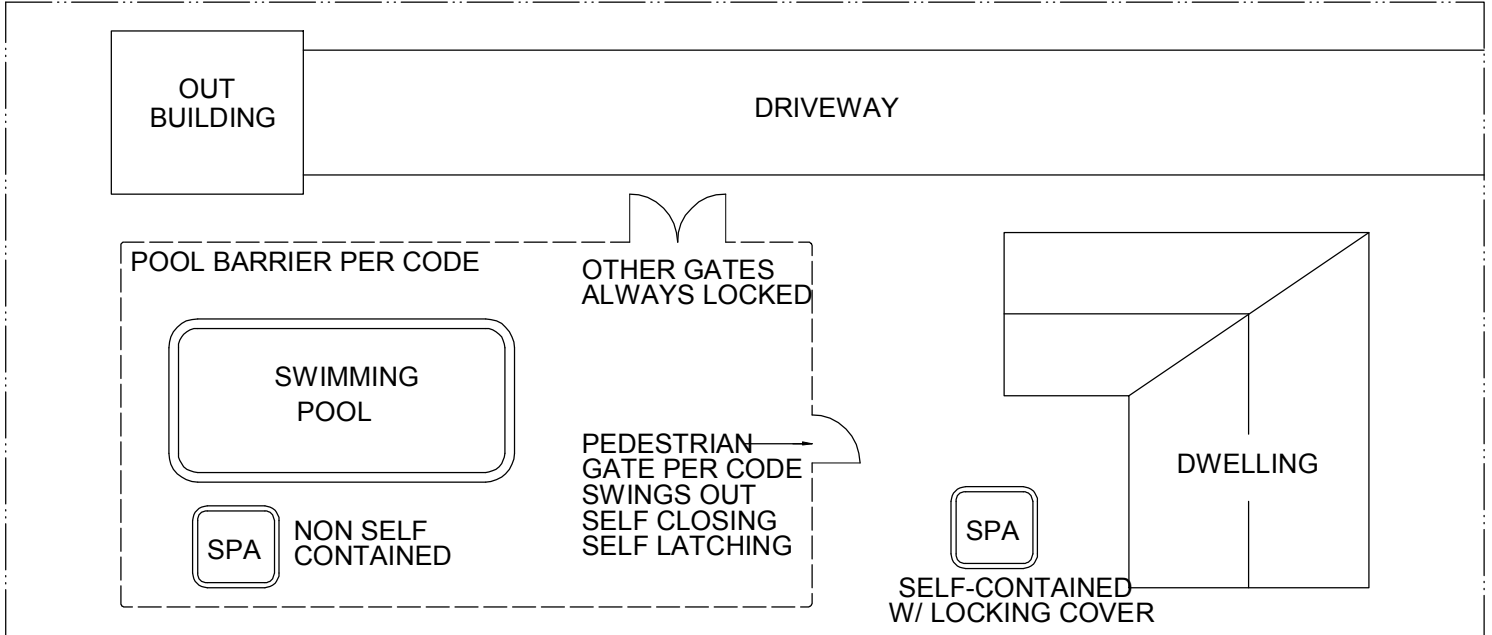 OUT
BUILDING
DRIVEWAY
POOL BARRIER PER CODE
OTHER GATES
ALWAYS LOCKED
SWIMMING
POOL
PEDESTRIAN
GATE PER CODE
SWINGS OUT
SELF CLOSING
SELF LATCHING
DWELLING
SPA
NON SELF
CONTAINED
SPA
SELF-CONTAINED
W/ LOCKING COVER